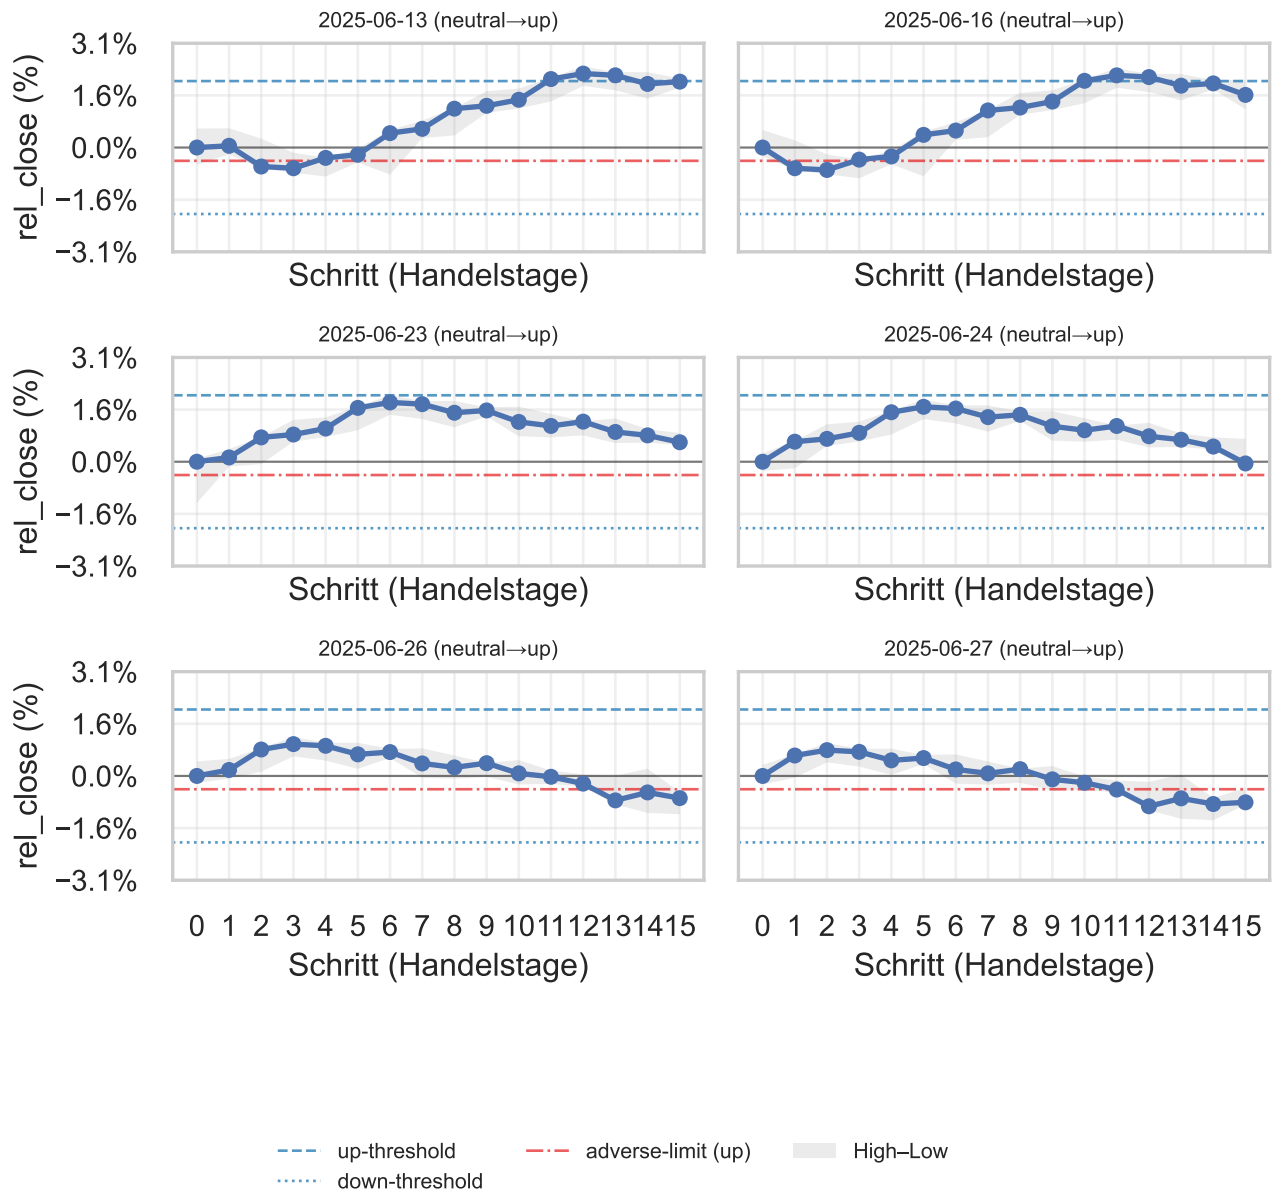 2025-06-13 (neutral→up)
2025-06-16 (neutral→up)
rel_close (%)
3.1%
1.6%
0.0%
−1.6%
−3.1%
Schritt (Handelstage)
Schritt (Handelstage)
2025-06-23 (neutral→up)
2025-06-24 (neutral→up)
rel_close (%)
3.1%
1.6%
0.0%
−1.6%
−3.1%
Schritt (Handelstage)
Schritt (Handelstage)
2025-06-26 (neutral→up)
2025-06-27 (neutral→up)
rel_close (%)
3.1%
1.6%
0.0%
−1.6%
−3.1%
0 1 2 3 4 5 6 7 8 9 10 11 12 13 14 15
0 1 2 3 4 5 6 7 8 9 10 11 12 13 14 15
Schritt (Handelstage)
Schritt (Handelstage)
up-threshold
down-threshold
adverse-limit (up)
High–Low